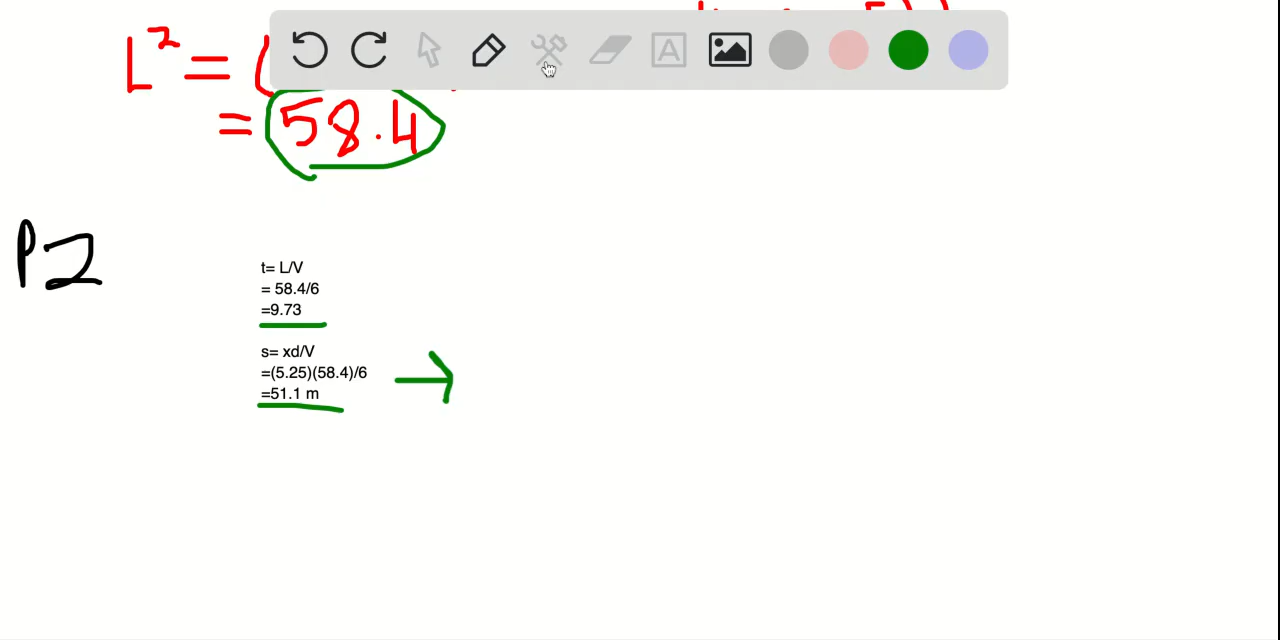 L² = (
= 58.4
P2
t= L/V
= 58.4/6
=9.73
s= xd/V
=(5.25)(58.4)/6
=51.1 m